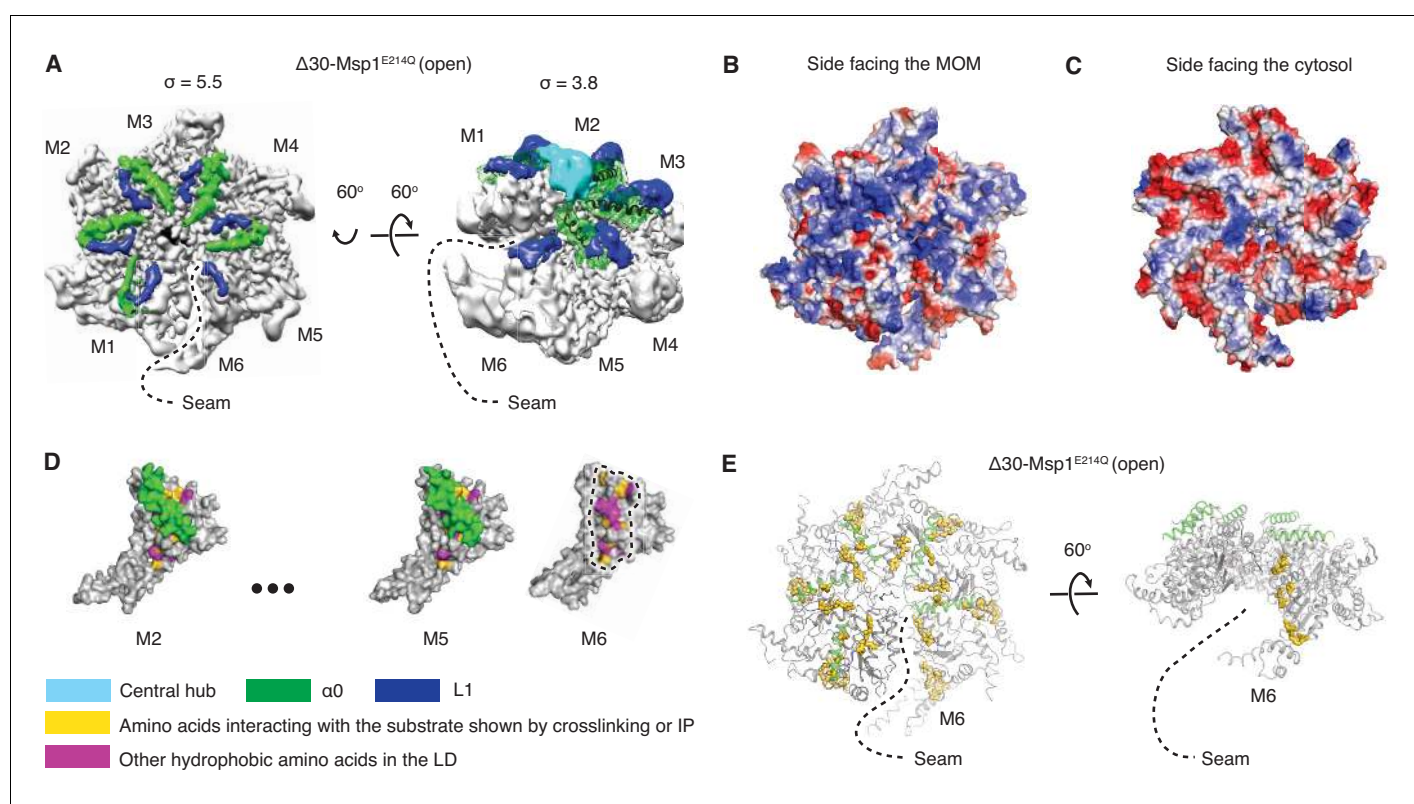 A
Δ30-Msp1E214Q (open)
σ = 5.5
σ = 3.8
M3
M2
M4
M1
M5
M6
Seam
60º
60º
M1
M2
M3
M4
M5
M6
Seam
B
Side facing the MOM
C
Side facing the cytosol
D
M2
•••
M5
M6
Central hub
α0
L1
Amino acids interacting with the substrate shown by crosslinking or IP
Other hydrophobic amino acids in the LD
E
Δ30-Msp1E214Q (open)
60º
M6
Seam
M6
Seam